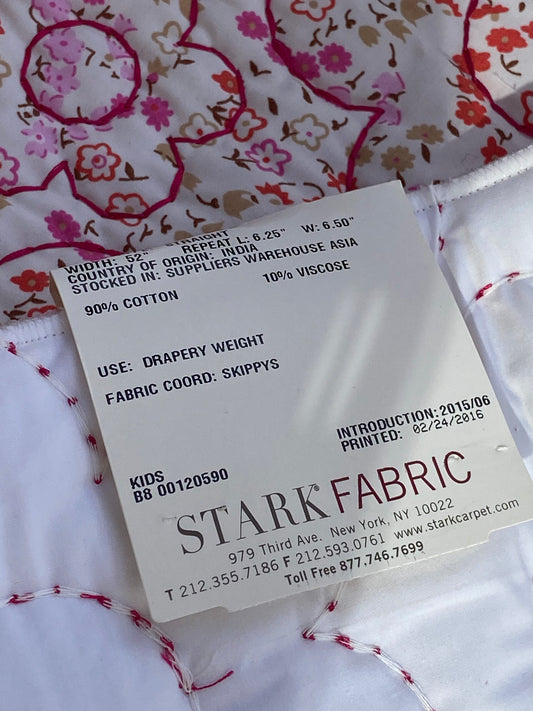 STRAIGHT
WIDTH: 52" REPEAT L: 6.25" W: 6.50"
COUNTRY OF ORIGIN: INDIA
STOCKED IN: SUPPLIERS WAREHOUSE ASIA
90% COTTON 10% VISCOSE
USE: DRAPERY WEIGHT
FABRIC COORD: SKIPPYS
INTRODUCTION: 2015/06
PRINTED: 02/24/2016
KIDS
B8 00120590
STARK® FABRIC
979 Third Ave. New York, NY 10022
T 212.355.7186 F 212.593.0761 www.starkcarpet.com
Toll Free 877.746.7699